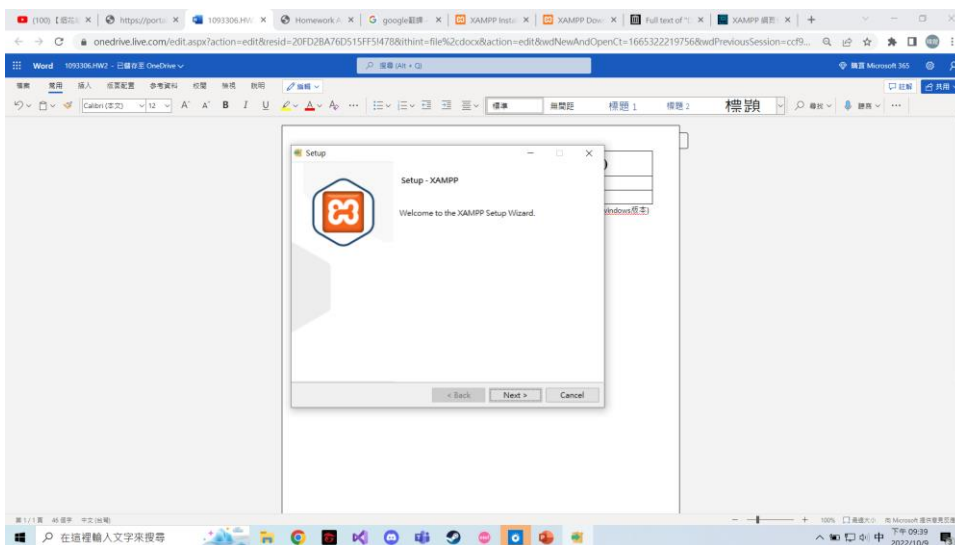 (100)【
https://porta
1093306.HW
Homework
google翻譯
XAMPP Insta
XAMPP Dow
Full text of "(
XAMPP
onedrive.live.com/edit.aspx?action=edit&resid=20FD2BA76D515FF5!478&ithint=file%2cdocx&action=edit&wdNewAndOpenCt=1665322219756&wdPreviousSession=ccf9...
Word 1093306.HW2 - 已儲存至 OneDrive
搜尋 (Alt + Q)
購買 Microsoft 365
檔案 常用 插入 版面配置 參考資料 校閱 檢視 說明 編輯
註解 共用
Calibri (本文) 12 A A B I U A
標準 無間距 標題 1 標題 2 標題 尋找 聽寫
Setup
)
Setup - XAMPP
Welcome to the XAMPP Setup Wizard.
windows版本)
< Back Next > Cancel
第 1 / 1 頁 46 個字 中文 (台灣)
100%
在這裡輸入文字來搜尋
中
下午 09:39
2022/10/9